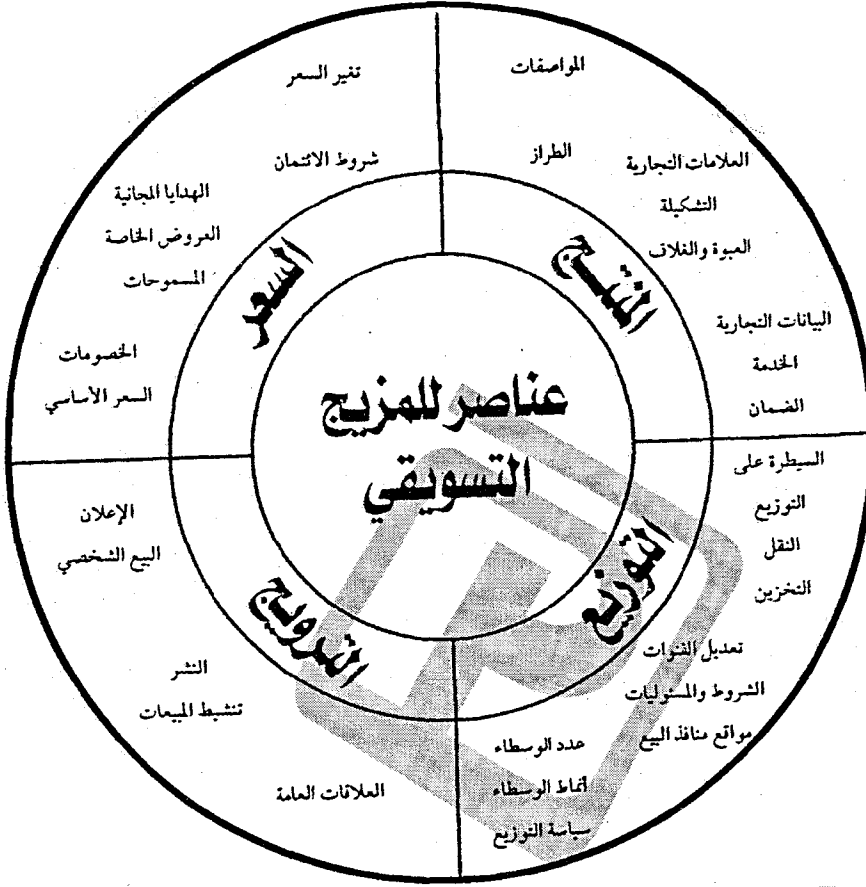 عناصر للمزيج
التسويقي
المنتج
المواصفات
الطراز
العلامات التجارية
التشكيلة
العبوة والغلاف
البيانات التجارية
الخدمة
الضمان
التوزيع
السيطرة على
التوزيع
النقل
التخزين
تعديل القنوات
الشروط والمسئوليات
مواقع منافذ البيع
عدد الوسطاء
أنماط الوسطاء
سياسة التوزيع
الترويج
الإعلان
البيع الشخصي
النشر
تنشيط المبيعات
العلاقات العامة
السعر
تغير السعر
شروط الائتمان
الهدايا المجانية
العروض الخاصة
المسموحات
الخصومات
السعر الأساسي